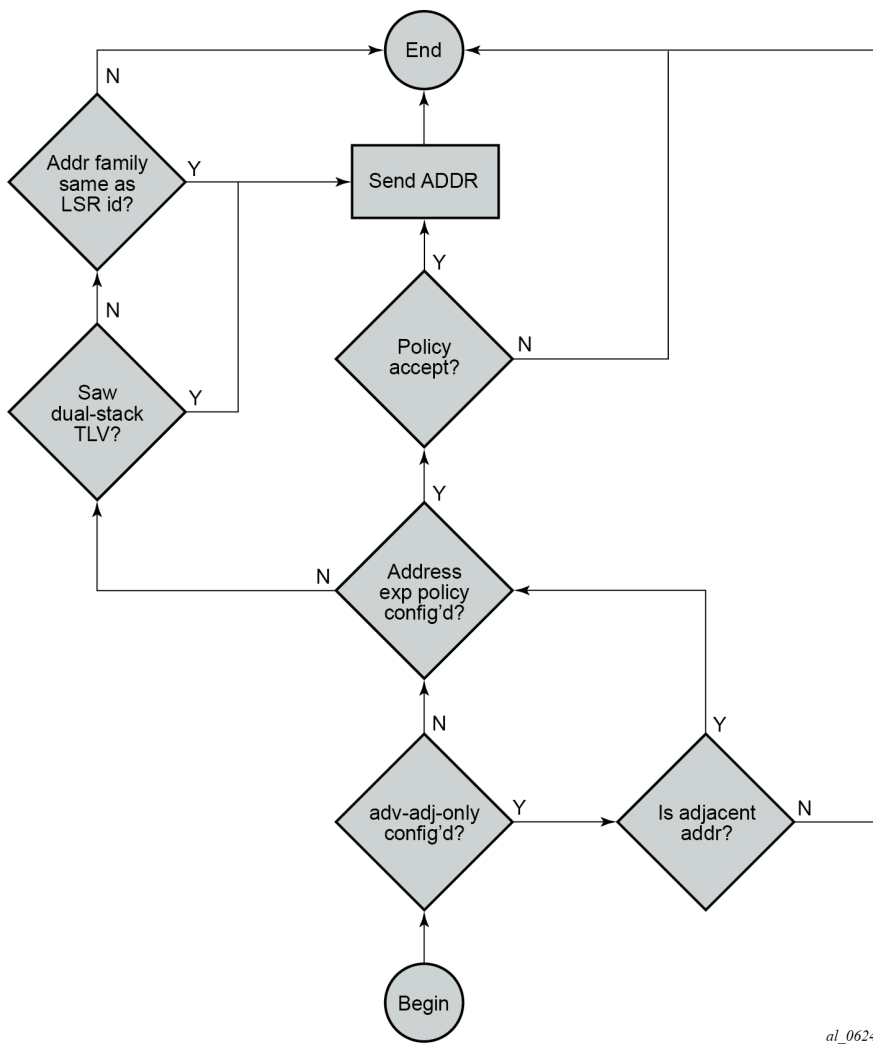 End
N
Addr family
same as
LSR id?
Y
Send ADDR
N
Y
Saw
dual-stack
TLV?
Y
Policy
accept?
N
Y
N
Address
exp policy
config’d?
N
Y
adv-adj-only
config’d?
Y
Is adjacent
addr?
N
Begin
al_0624